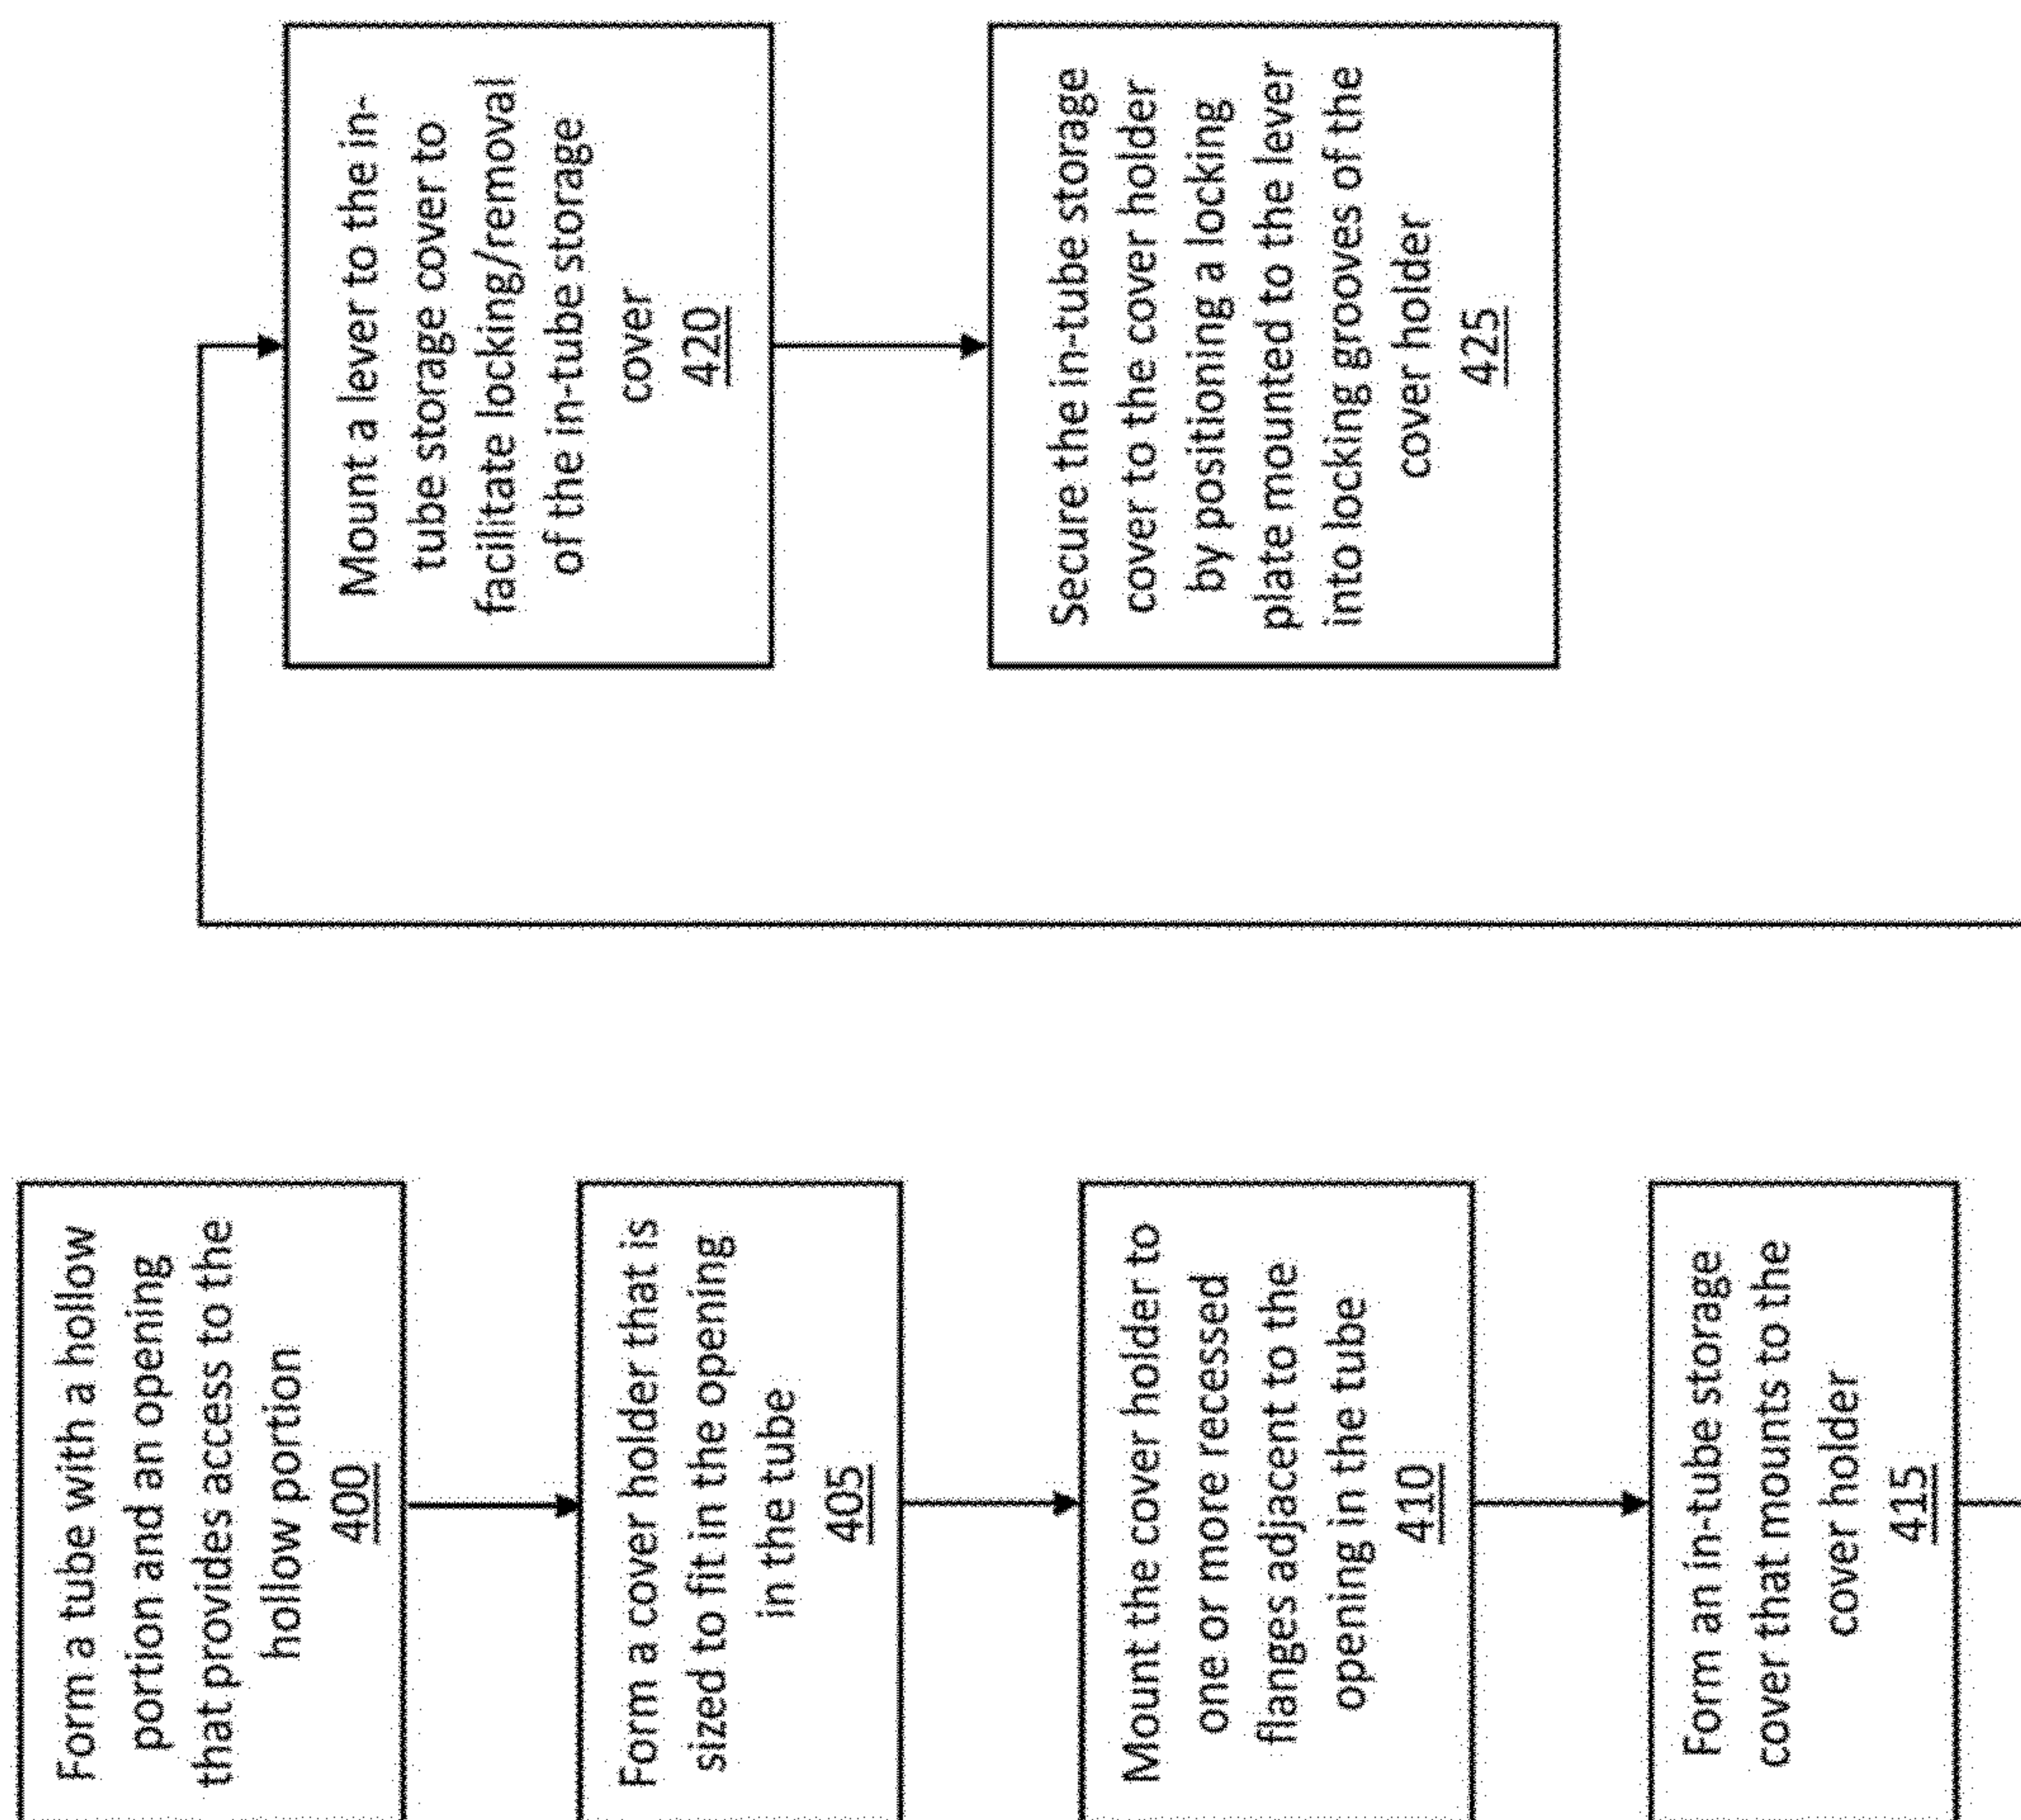 Form a tube with a hollow
portion and an opening
that provides access to the
hollow portion
400
Form a cover holder that is
sized to fit in the opening
in the tube
405
Mount the cover holder to
one or more recessed
flanges adjacent to the
opening in the tube
410
Form an in-tube storage
cover that mounts to the
cover holder
415
Mount a lever to the in-
tube storage cover to
facilitate locking/removal
of the in-tube storage
cover
420
Secure the in-tube storage
cover to the cover holder
by positioning a locking
plate mounted to the lever
into locking grooves of the
cover holder
425